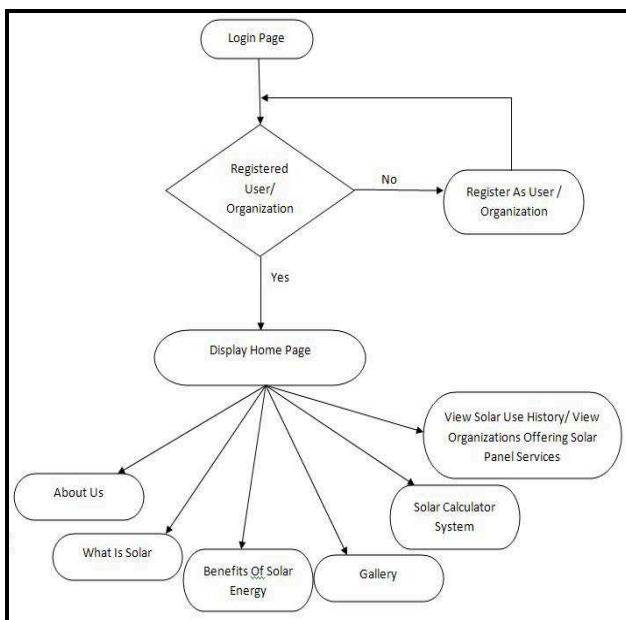 Login Page
Registered
User/
Organization
No
Register As User /
Organization
Yes
Display Home Page
View Solar Use History/ View
Organizations Offering Solar
Panel Services
About Us
Solar Calculator
System
What Is Solar
Benefits Of Solar
Energy
Gallery